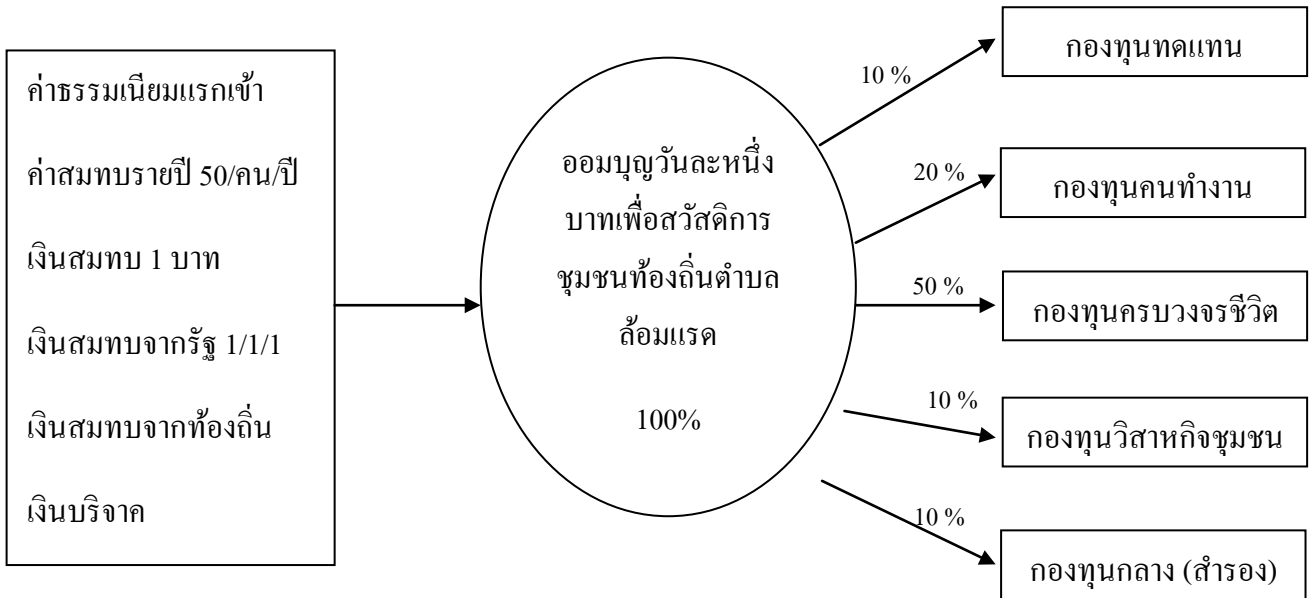 ค่าธรรมเนียมแรกเข้า
ค่าสมทบรายปี 50/คน/ปี
เงินสมทบ 1 บาท
เงินสมทบจากรัฐ 1/1/1
เงินสมทบจากท้องถิ่น
เงินบริจาค
ออมบุญวันละหนึ่ง
บาทเพื่อสวัสดิการ
ชุมชนท้องถิ่นตำบล
ล้อมแรด
100%
10 %
กองทุนทดแทน
20 %
กองทุนคนทำงาน
50 %
กองทุนครบวงจรชีวิต
10 %
กองทุนวิสาหกิจชุมชน
10 %
กองทุนกลาง (สำรอง)